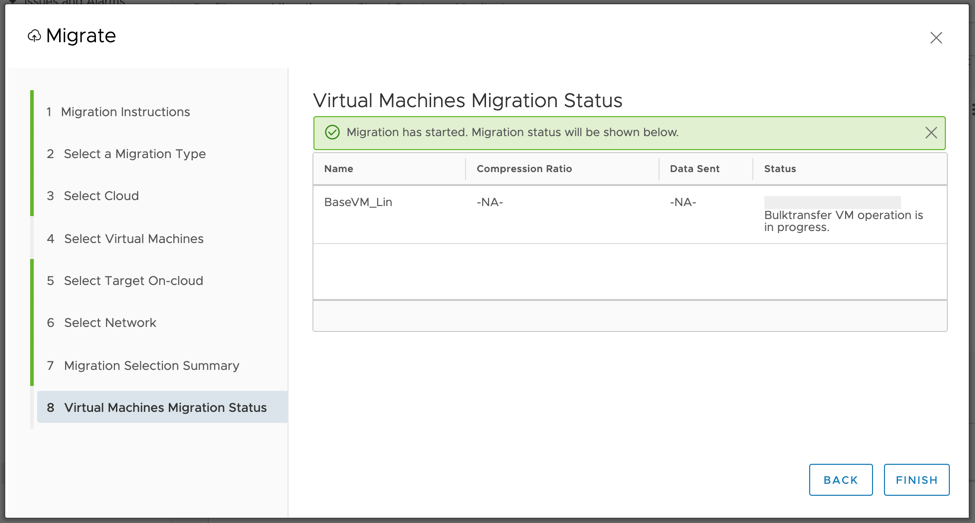 Migrate
1 Migration Instructions
2 Select a Migration Type
3 Select Cloud
4 Select Virtual Machines
5 Select Target On-cloud
6 Select Network
7 Migration Selection Summary
8 Virtual Machines Migration Status
Virtual Machines Migration Status
Migration has started. Migration status will be shown below.
Name Compression Ratio Data Sent Status
BaseVM_Lin -NA- -NA-
Bulktransfer VM operation is
in progress.
BACK FINISH